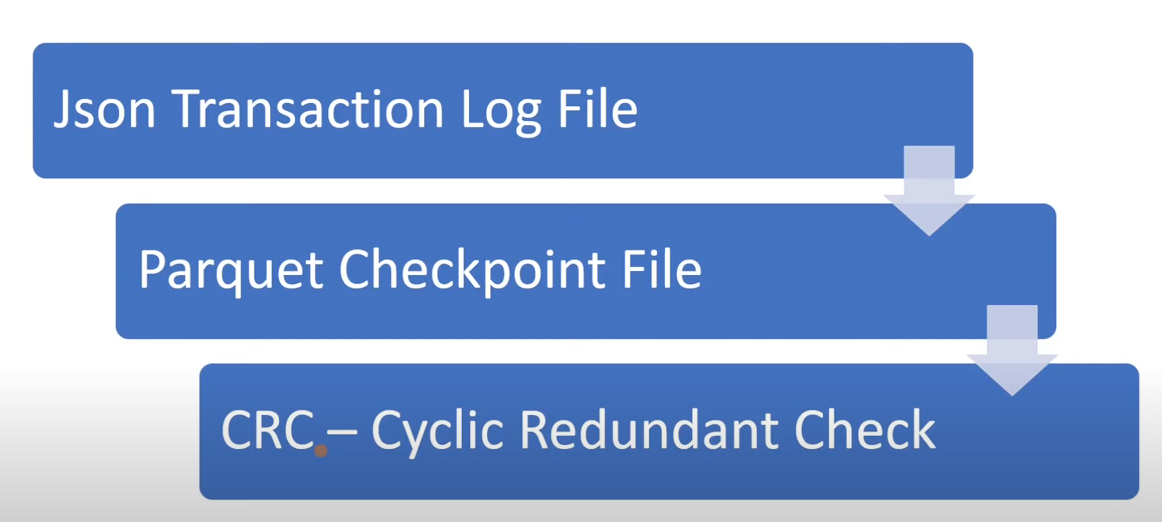 Json Transaction Log File
Parquet Checkpoint File
CRC – Cyclic Redundant Check